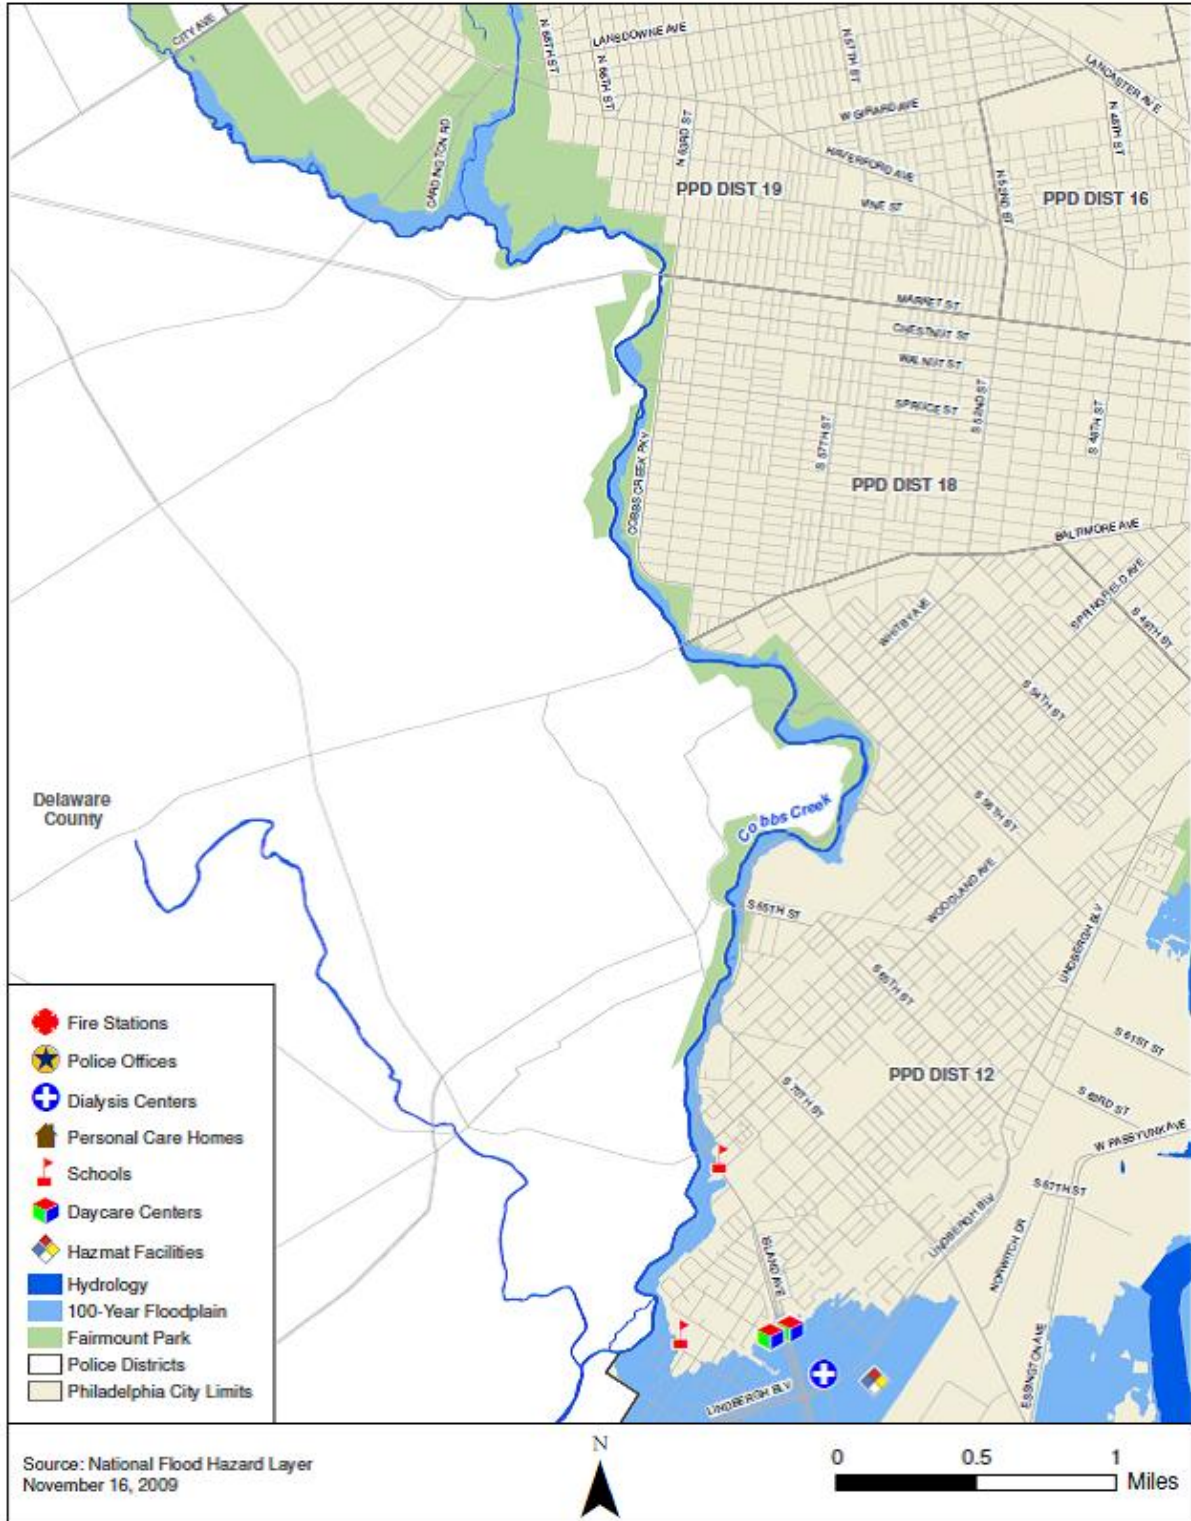 CITY AVE
N 68TH ST
LANSDOWNE AVE
N 66TH ST
N 57TH ST
LANCASTER AVE
W GIRARD AVE
N 48TH ST
CARDINGTON RD
N 63RD ST
HAVERFORD AVE
PPD DIST 19
N 52RD ST
PPD DIST 16
VINE ST
MARKET ST
CHESTNUT ST
WALNUT ST
SPRUCE ST
S 52ND ST
S 48TH ST
S 57TH ST
COBBS CREEK PKY
PPD DIST 18
BALTIMORE AVE
SPRINGFIELD AVE
WHITBY AVE
S 49TH ST
S 54TH ST
Delaware
County
Cobbs Creek
S 58TH ST
WOODLAND AVE
S 65TH ST
LINDBERGH BLV
S 65TH ST
S 61ST ST
PPD DIST 12
S 70TH ST
S 63RD ST
W PASSYUNK AVE
S 67TH ST
LINDBERGH BLV
NORWITCH DR
ISLAND AVE
ESSINGTON AVE
LINDBERGH BLV
Fire Stations
Police Offices
Dialysis Centers
Personal Care Homes
Schools
Daycare Centers
Hazmat Facilities
Hydrology
100-Year Floodplain
Fairmount Park
Police Districts
Philadelphia City Limits
Source: National Flood Hazard Layer
November 16, 2009
N
0 0.5 1
Miles